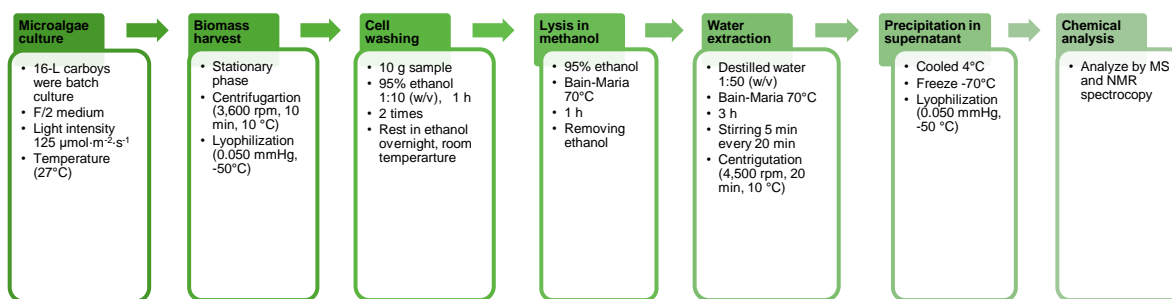 Microalgae
culture
• 16-L carboys
were batch
culture
• F/2 medium
• Light intensity
125 µmol·m-2·s-1
• Temperature
(27°C)
Biomass
harvest
• Stationary
phase
• Centrifugartion
(3,600 rpm, 10
min, 10 °C)
• Lyophilization
(0.050 mmHg,
-50°C)
Cell
washing
• 10 g sample
• 95% ethanol
1:10 (w/v), 1 h
• 2 times
• Rest in ethanol
overnight, room
temperarture
Lysis in
methanol
• 95% ethanol
• Bain-Maria
70°C
• 1 h
• Removing
ethanol
Water
extraction
• Destilled water
1:50 (w/v)
• Bain-Maria 70°C
• 3 h
• Stirring 5 min
every 20 min
• Centrigutation
(4,500 rpm, 20
min, 10 °C)
Precipitation in
supernatant
• Cooled 4°C
• Freeze -70°C
• Lyophilization
(0.050 mmHg,
-50 °C)
Chemical
analysis
• Analyze by MS
and NMR
spectrocopy